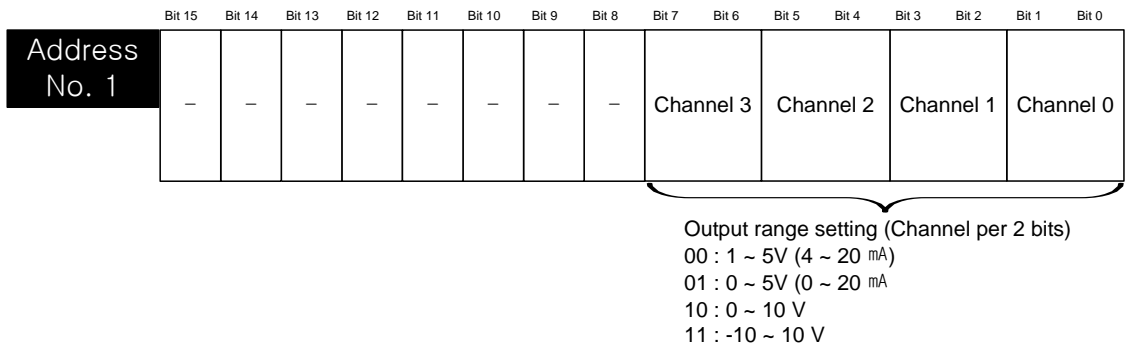 Bit 15 Bit 14 Bit 13 Bit 12 Bit 11 Bit 10 Bit 9 Bit 8 Bit 7 Bit 6 Bit 5 Bit 4 Bit 3 Bit 2 Bit 1 Bit 0
Address
No. 1
– – – – – – – – Channel 3 Channel 2 Channel 1 Channel 0
Output range setting (Channel per 2 bits)
00 : 1 ~ 5V (4 ~ 20 ㎃)
01 : 0 ~ 5V (0 ~ 20 ㎃
10 : 0 ~ 10 V
11 : -10 ~ 10 V